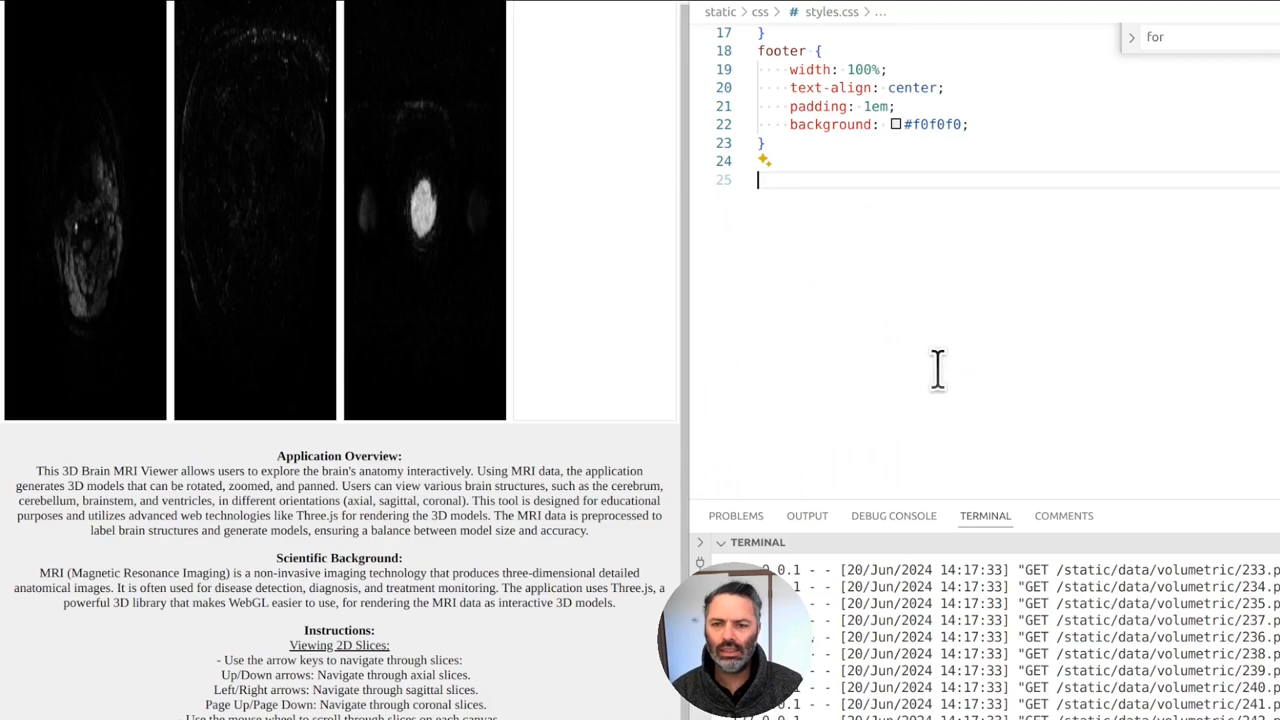 static > css > # styles.css > ...
for
17 }
18 footer {
19 width: 100%;
20 text-align: center;
21 padding: 1em;
22 background: #f0f0f0;
23 }
24
25
Application Overview:
This 3D Brain MRI Viewer allows users to explore the brain's anatomy interactively. Using MRI data, the application
generates 3D models that can be rotated, zoomed, and panned. Users can view various brain structures, such as the cerebrum,
cerebellum, brainstem, and ventricles, in different orientations (axial, sagittal, coronal). This tool is designed for educational
purposes and utilizes advanced web technologies like Three.js for rendering the 3D models. The MRI data is preprocessed to
label brain structures and generate models, ensuring a balance between model size and accuracy.
Scientific Background:
MRI (Magnetic Resonance Imaging) is a non-invasive imaging technology that produces three-dimensional detailed
anatomical images. It is often used for disease detection, diagnosis, and treatment monitoring. The application uses Three.js, a
powerful 3D library that makes WebGL easier to use, for rendering the MRI data as interactive 3D models.
Instructions:
Viewing 2D Slices:
- Use the arrow keys to navigate through slices:
Up/Down arrows: Navigate through axial slices.
Left/Right arrows: Navigate through sagittal slices.
Page Up/Page Down: Navigate through coronal slices.
- Use the mouse wheel to scroll through slices on each canvas.
PROBLEMS OUTPUT DEBUG CONSOLE TERMINAL COMMENTS
TERMINAL
0.1 - - [20/Jun/2024 14:17:33] "GET /static/data/volumetric/233.p
- - [20/Jun/2024 14:17:33] "GET /static/data/volumetric/234.p
- - [20/Jun/2024 14:17:33] "GET /static/data/volumetric/235.p
- - [20/Jun/2024 14:17:33] "GET /static/data/volumetric/237.p
- - [20/Jun/2024 14:17:33] "GET /static/data/volumetric/236.p
- - [20/Jun/2024 14:17:33] "GET /static/data/volumetric/238.p
- - [20/Jun/2024 14:17:33] "GET /static/data/volumetric/239.p
- - [20/Jun/2024 14:17:33] "GET /static/data/volumetric/240.p
- - [20/Jun/2024 14:17:33] "GET /static/data/volumetric/241.p